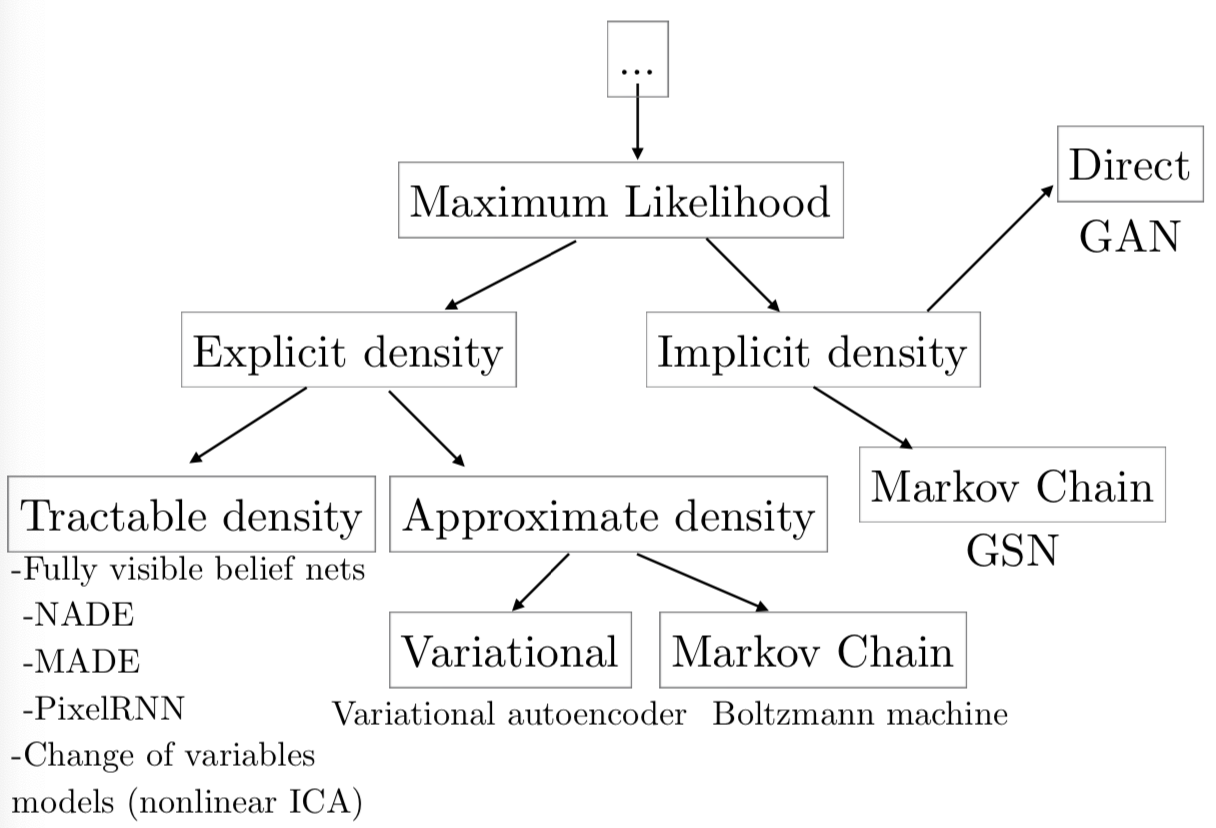 ...
Maximum Likelihood
Direct
GAN
Explicit density
Implicit density
Tractable density
-Fully visible belief nets
-NADE
-MADE
-PixelRNN
-Change of variables
models (nonlinear ICA)
Approximate density
Variational
Variational autoencoder
Markov Chain
Boltzmann machine
Markov Chain
GSN